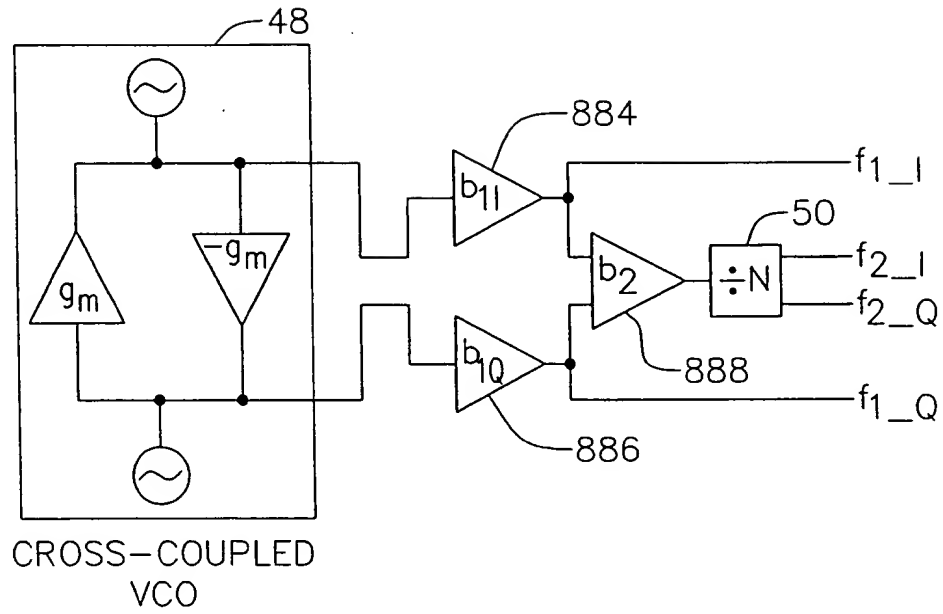 48
884
b1I
f1_I
50
-gm
f2_I
gm
b2
÷N
f2_Q
b1Q
888
f1_Q
886
CROSS-COUPLED
VCO